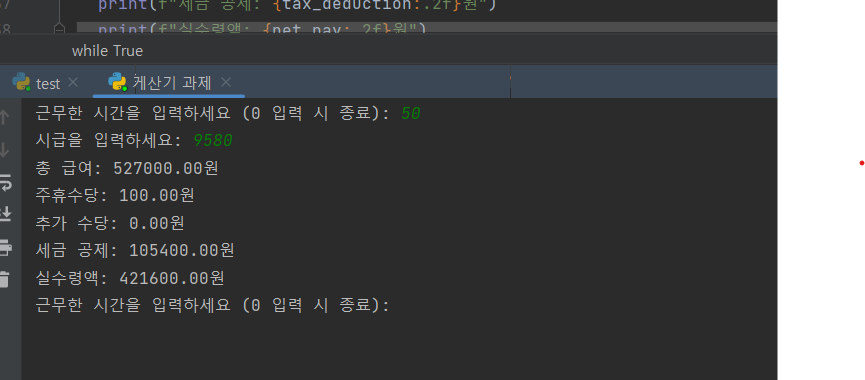 57 print(f"세금 공제: {tax_deduction:.2f}원")
print(f"실수령액: {net_pay:.2f}원")
while True
test × 계산기 과제 ×
근무한 시간을 입력하세요 (0 입력 시 종료): 50
시급을 입력하세요: 9580
총 급여: 527000.00원
주휴수당: 100.00원
추가 수당: 0.00원
세금 공제: 105400.00원
실수령액: 421600.00원
근무한 시간을 입력하세요 (0 입력 시 종료):